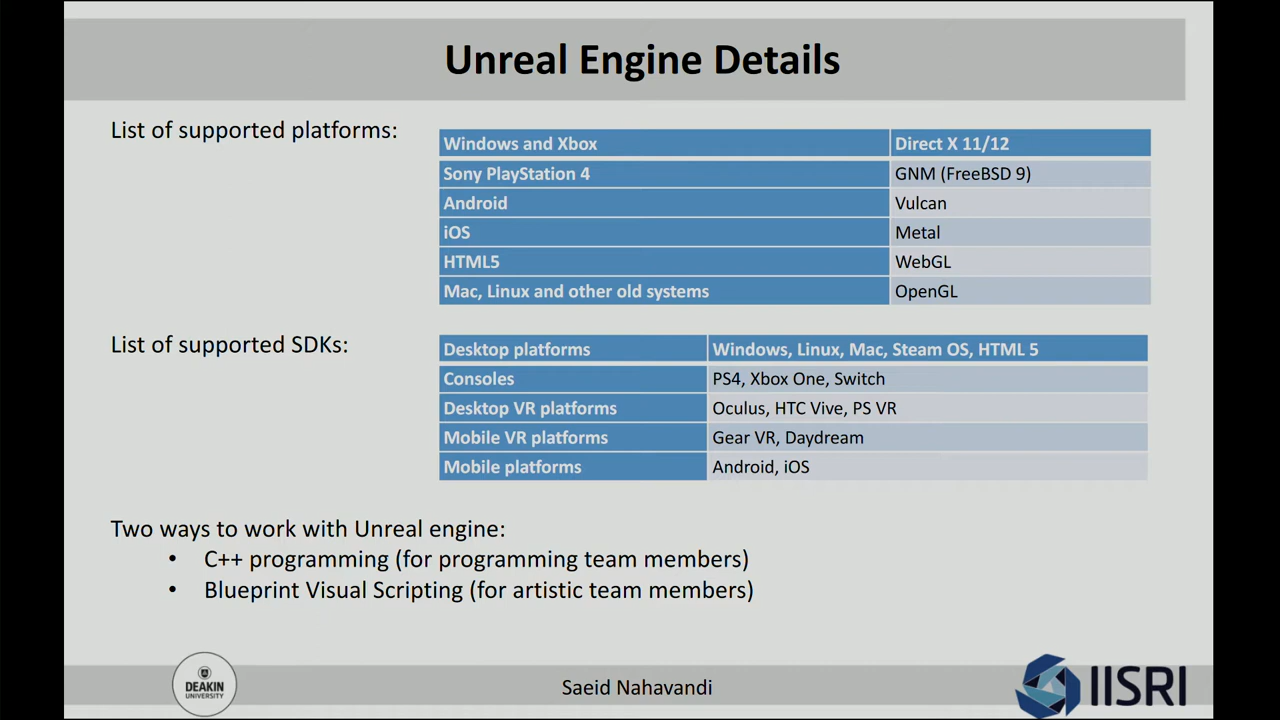 Unreal Engine Details
List of supported platforms:
Windows and Xbox Direct X 11/12
Sony PlayStation 4 GNM (FreeBSD 9)
Android Vulcan
iOS Metal
HTML5 WebGL
Mac, Linux and other old systems OpenGL
List of supported SDKs:
Desktop platforms Windows, Linux, Mac, Steam OS, HTML 5
Consoles PS4, Xbox One, Switch
Desktop VR platforms Oculus, HTC Vive, PS VR
Mobile VR platforms Gear VR, Daydream
Mobile platforms Android, iOS
Two ways to work with Unreal engine:
• C++ programming (for programming team members)
• Blueprint Visual Scripting (for artistic team members)
DEAKIN
UNIVERSITY
Saeid Nahavandi
IISRI